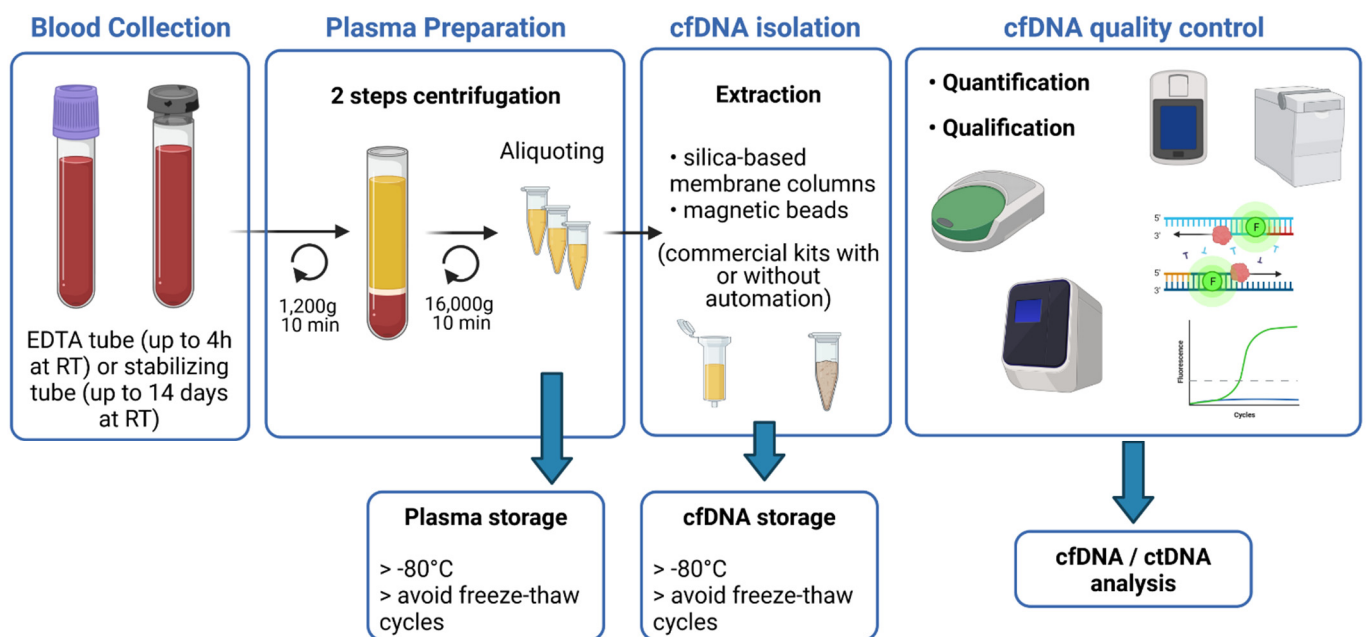 Blood Collection
Plasma Preparation
cfDNA isolation
cfDNA quality control
EDTA tube (up to 4h
at RT) or stabilizing
tube (up to 14 days
at RT)
2 steps centrifugation
Aliquoting
1,200g
10 min
16,000g
10 min
Extraction
• silica-based
membrane columns
• magnetic beads
(commercial kits with
or without
automation)
• Quantification
• Qualification
5'
3'
F
5'
3'
F
Fluorescence
Cycles
Plasma storage
> -80°C
> avoid freeze-thaw
cycles
cfDNA storage
> -80°C
> avoid freeze-thaw
cycles
cfDNA / ctDNA
analysis